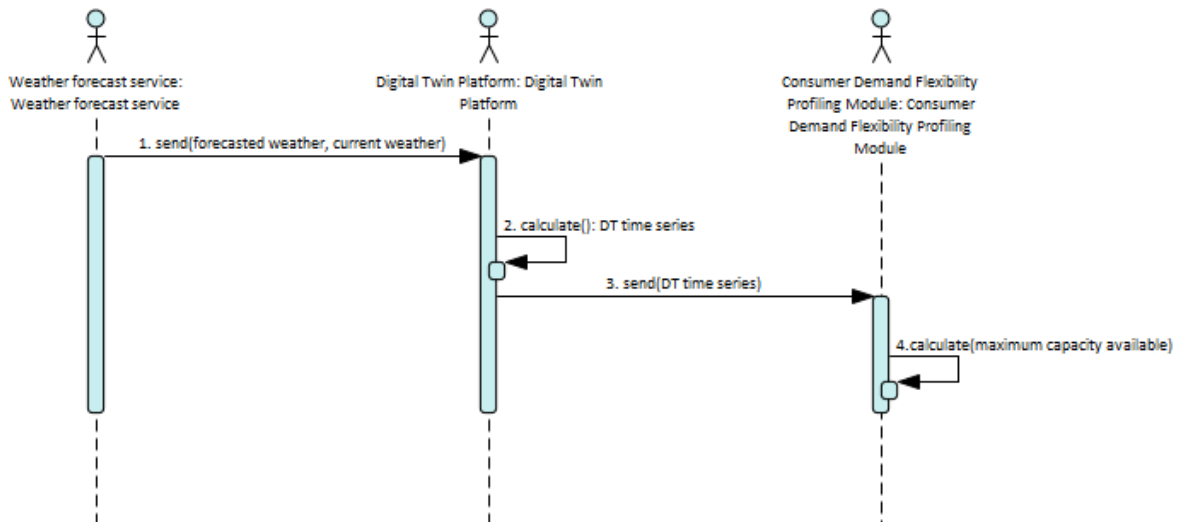 Weather forecast service:
Weather forecast service
Digital Twin Platform: Digital Twin
Platform
Consumer Demand Flexibility
Profiling Module: Consumer
Demand Flexibility Profiling
Module
1. send(forecasted weather, current weather)
2. calculate(): DT time series
3. send(DT time series)
4.calculate(maximum capacity available)